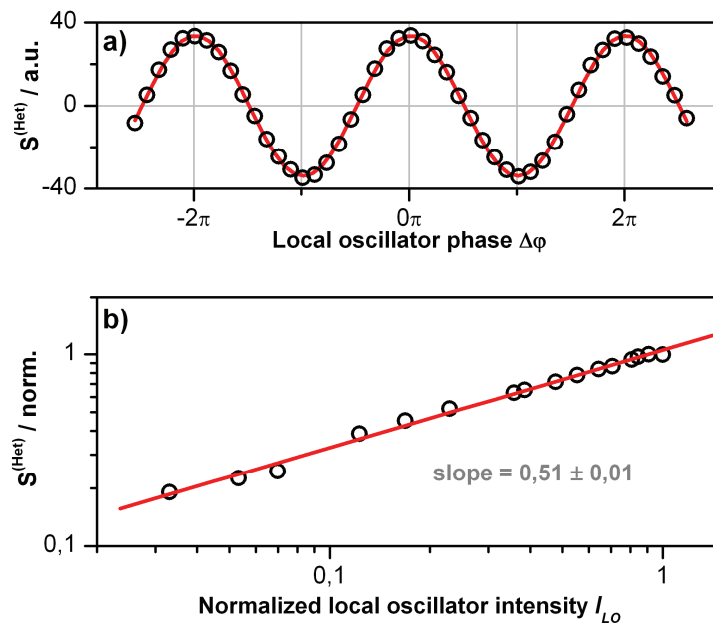 a)
40
0
-40
S(Het) / a.u.
-2π 0π 2π
Local oscillator phase Δφ
b)
1
0,1
S(Het) / norm.
slope = 0,51 ± 0,01
0,1 1
Normalized local oscillator intensity ILO